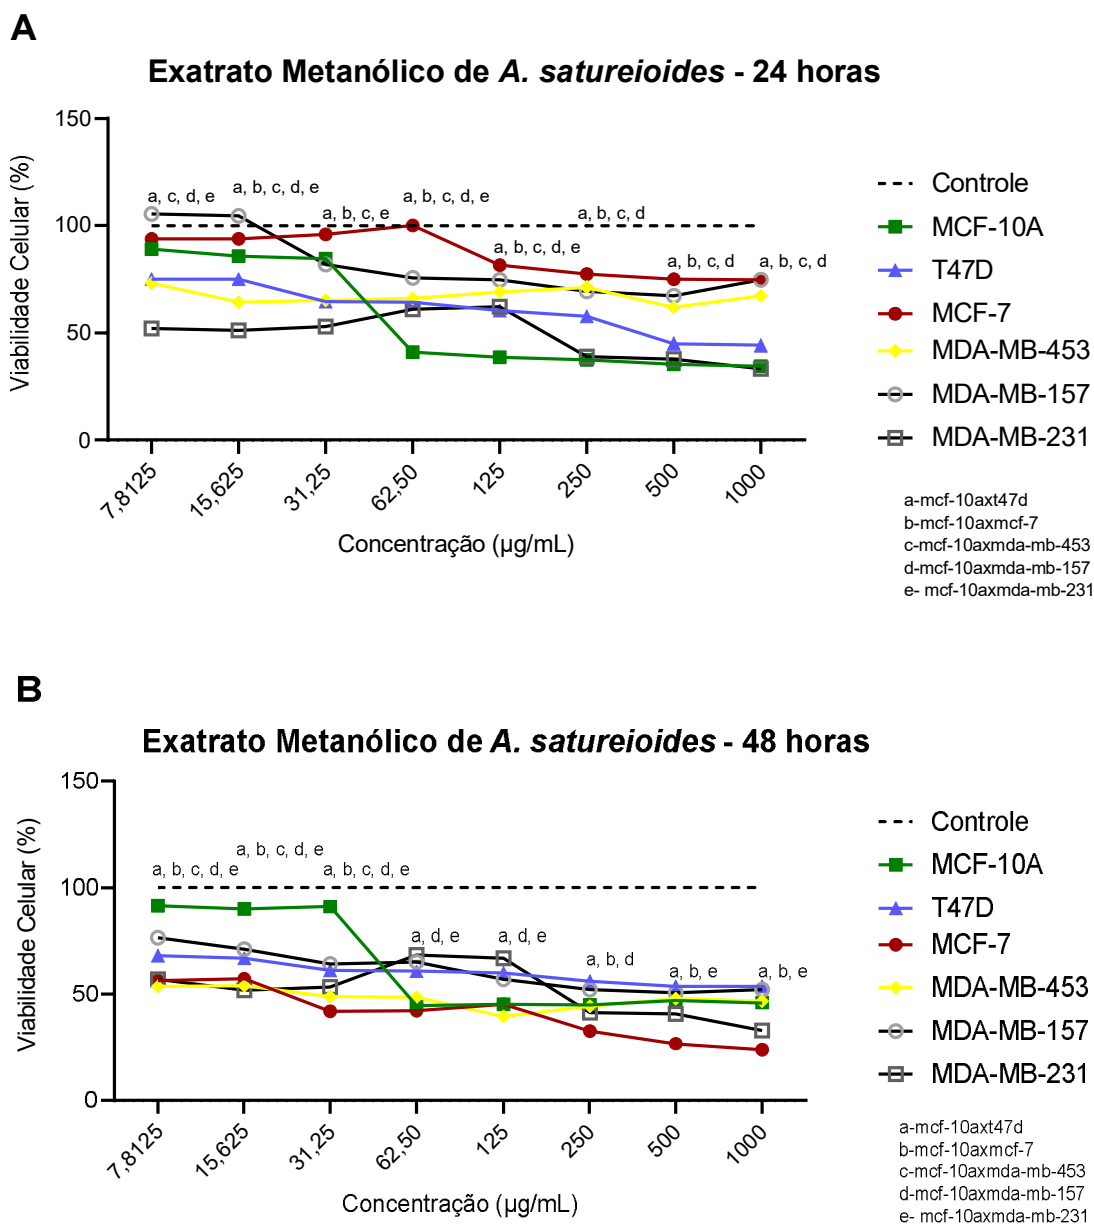 A
Exatrato Metanólico de A. satureioides - 24 horas
Viabilidade Celular (%)
150
100
50
0
a, c, d, e
a, b, c, d, e
a, b, c, e
a, b, c, d, e
a, b, c, d, e
a, b, c, d
a, b, c, d
a, b, c, d
7,8125
15,625
31,25
62,50
125
250
500
1000
Concentração (µg/mL)
Controle
MCF-10A
T47D
MCF-7
MDA-MB-453
MDA-MB-157
MDA-MB-231
a-mcf-10axt47d
b-mcf-10axmcf-7
c-mcf-10axmda-mb-453
d-mcf-10axmda-mb-157
e- mcf-10axmda-mb-231
B
Exatrato Metanólico de A. satureioides - 48 horas
Viabilidade Celular (%)
150
100
50
0
a, b, c, d, e
a, b, c, d, e
a, b, c, d, e
a, d, e
a, d, e
a, b, d
a, b, e
a, b, e
7,8125
15,625
31,25
62,50
125
250
500
1000
Concentração (µg/mL)
Controle
MCF-10A
T47D
MCF-7
MDA-MB-453
MDA-MB-157
MDA-MB-231
a-mcf-10axt47d
b-mcf-10axmcf-7
c-mcf-10axmda-mb-453
d-mcf-10axmda-mb-157
e- mcf-10axmda-mb-231